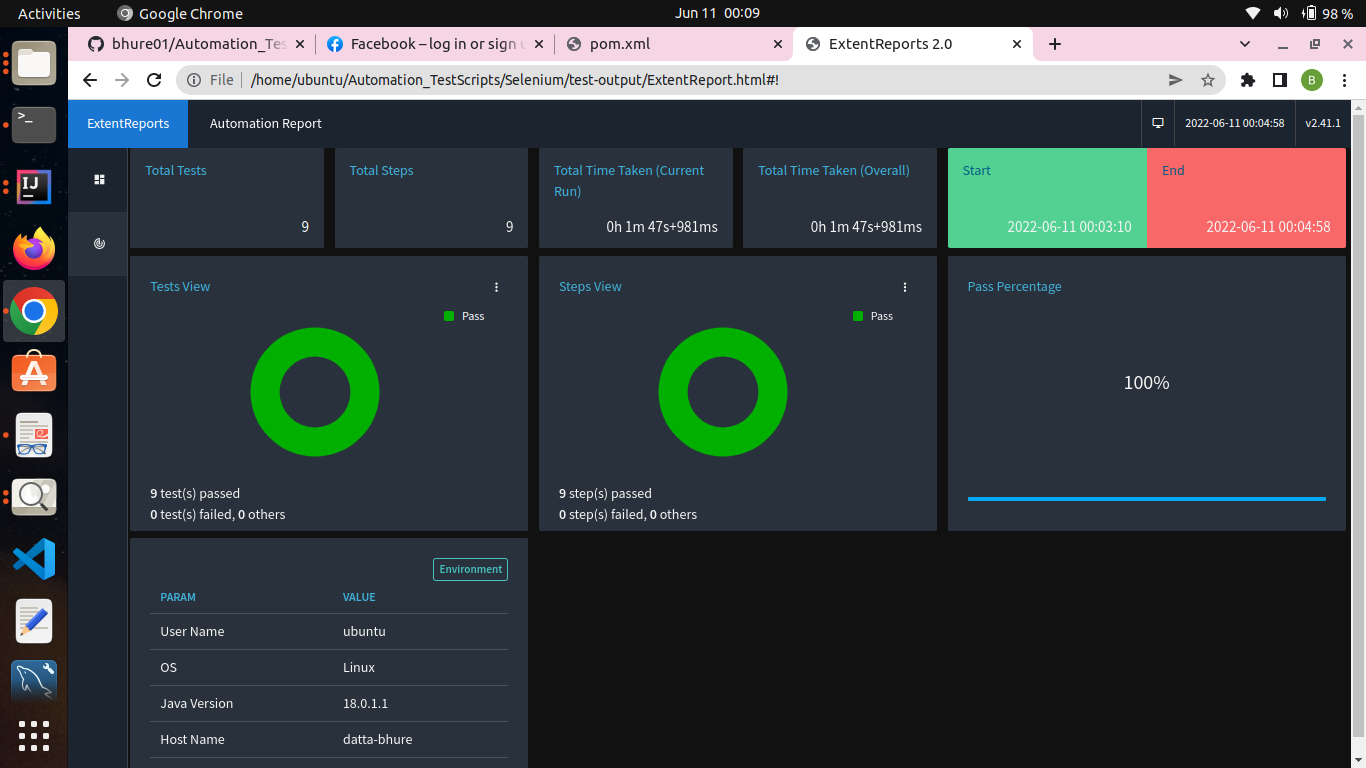 Activities
Google Chrome
Jun 11 00:09
98 %
bhure01/Automation_Tes
Facebook – log in or sign u
pom.xml
ExtentReports 2.0
File
/home/ubuntu/Automation_TestScripts/Selenium/test-output/ExtentReport.html#!
B
ExtentReports
Automation Report
2022-06-11 00:04:58
v2.41.1
Total Tests
9
Total Steps
9
Total Time Taken (Current
Run)
0h 1m 47s+981ms
Total Time Taken (Overall)
0h 1m 47s+981ms
Start
2022-06-11 00:03:10
End
2022-06-11 00:04:58
Tests View
Pass
9 test(s) passed
0 test(s) failed, 0 others
Steps View
Pass
9 step(s) passed
0 step(s) failed, 0 others
Pass Percentage
100%
Environment
PARAM VALUE
User Name ubuntu
OS Linux
Java Version 18.0.1.1
Host Name datta-bhure
>_
IJ